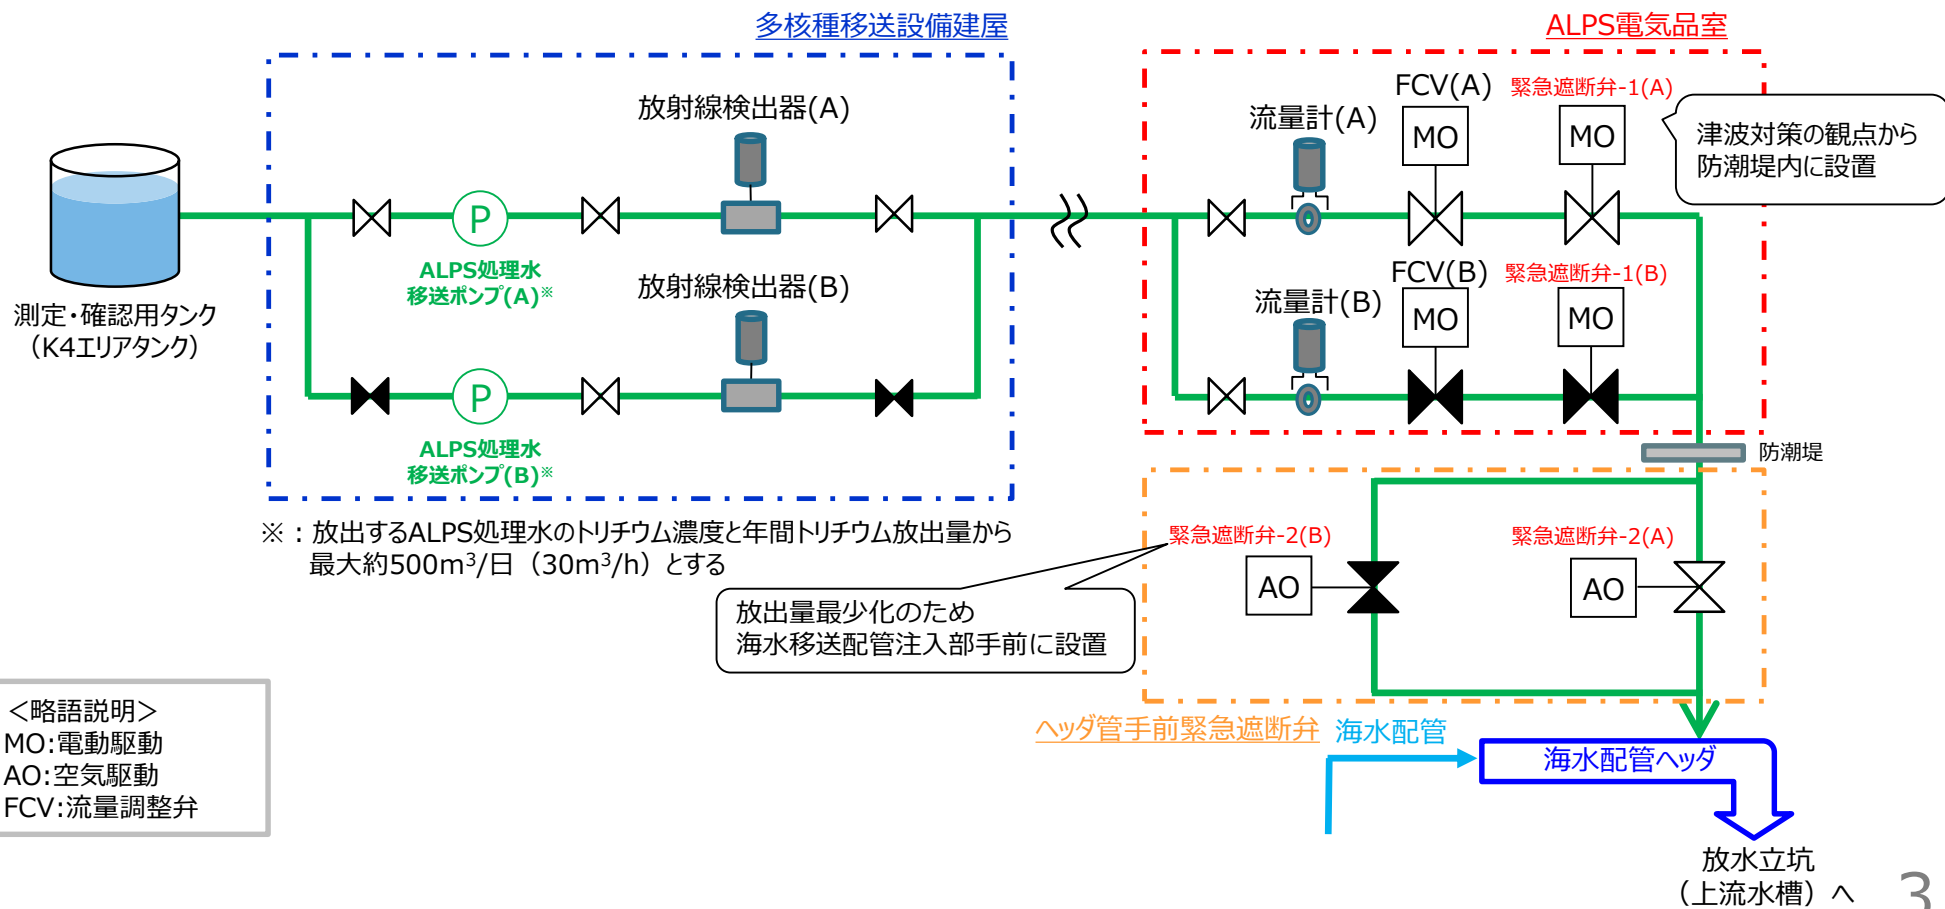 多核種移送設備建屋
ALPS電気品室
放射線検出器(A)
流量計(A)
FCV(A)
緊急遮断弁-1(A)
MO
MO
津波対策の観点から
防潮堤内に設置
P
ALPS処理水
移送ポンプ(A)※
放射線検出器(B)
流量計(B)
FCV(B)
緊急遮断弁-1(B)
MO
MO
測定・確認用タンク
（K4エリアタンク）
P
ALPS処理水
移送ポンプ(B)※
防潮堤
※：放出するALPS処理水のトリチウム濃度と年間トリチウム放出量から
最大約500m³/日（30m³/h）とする
緊急遮断弁-2(B)
緊急遮断弁-2(A)
AO
AO
放出量最少化のため
海水移送配管注入部手前に設置
＜略語説明＞
MO:電動駆動
AO:空気駆動
FCV:流量調整弁
ヘッダ管手前緊急遮断弁
海水配管
海水配管ヘッダ
放水立坑
（上流水槽）へ
3